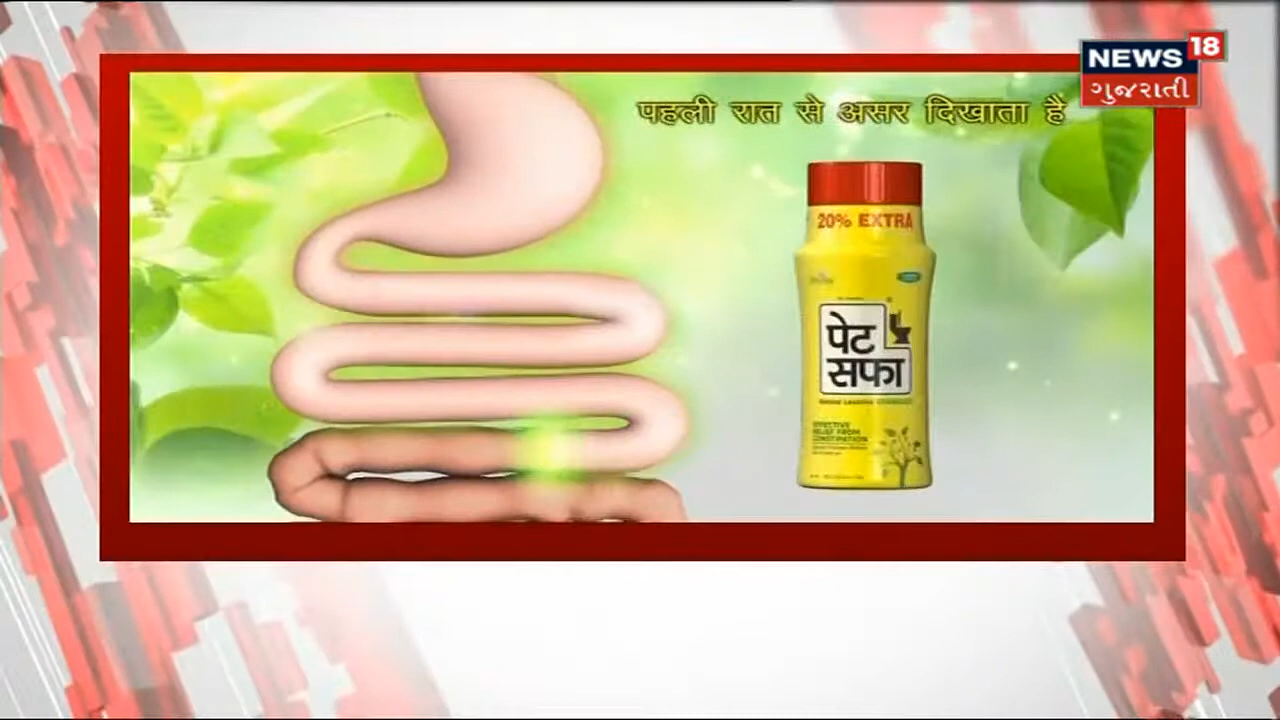 NEWS 18
ગુજરાતી
पहली रात से असर दिखाता है
20% EXTRA
पेट
सफा
EFFECTIVE
RELIEF FROM
CONSTIPATION